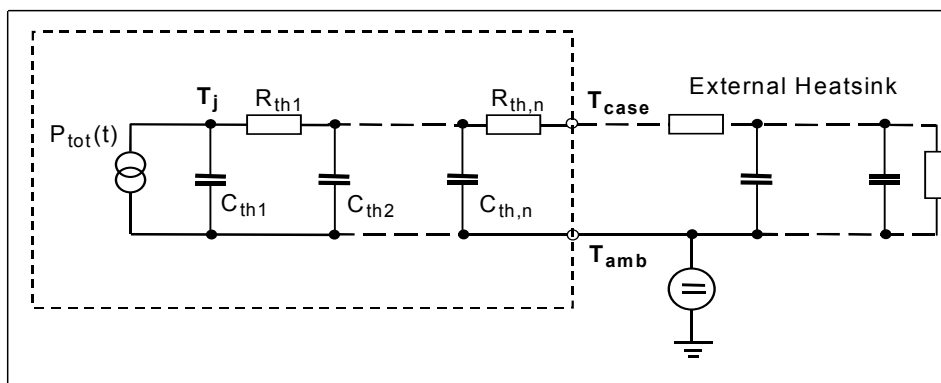 External Heatsink
T_j
R_th1
R_th,n
T_case
P_tot(t)
C_th1
C_th2
C_th,n
T_amb